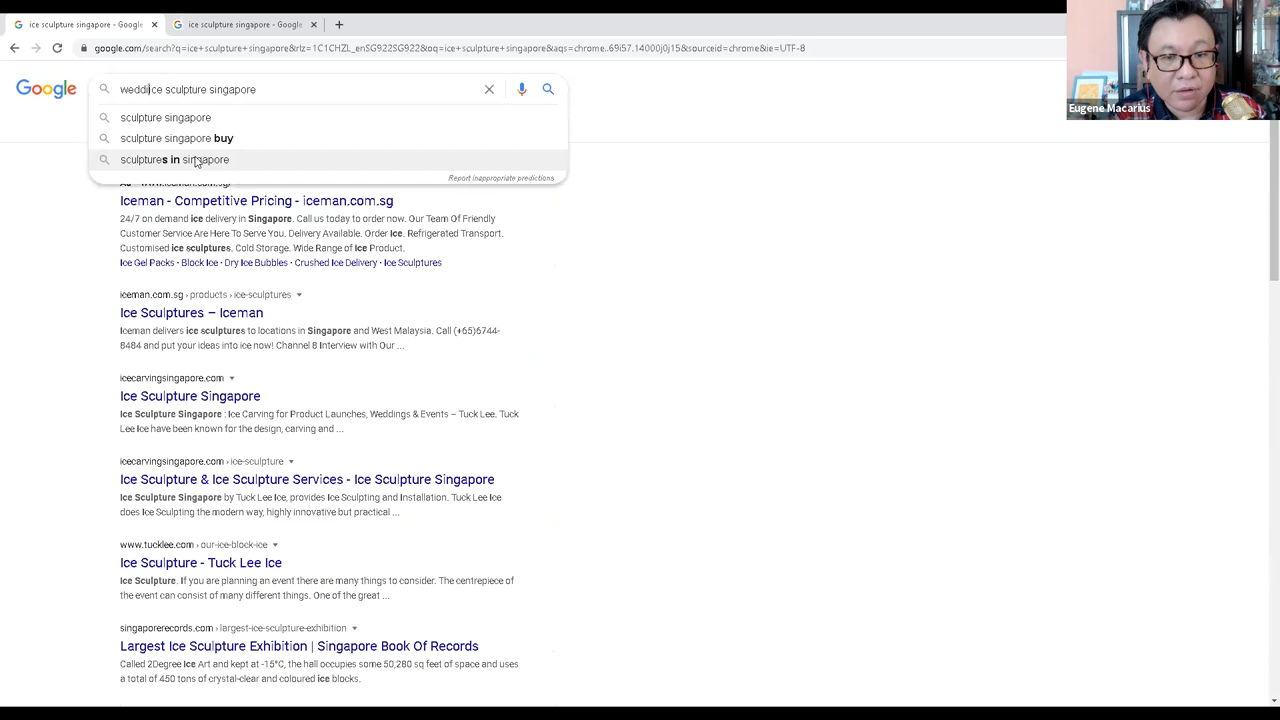 ice sculpture singapore - Google
ice sculpture singapore - Google
google.com/search?q=ice+sculpture+singapore&rlz=1C1CHZL_enSG922SG922&oq=ice+sculpture+singapore&aqs=chrome..69i57.14000j0j15&sourceid=chrome&ie=UTF-8
Eugene Macarius
Google
weddiice sculpture singapore
sculpture singapore
sculpture singapore buy
sculptures in singapore
Report inappropriate predictions
Ad · www.iceman.com.sg/
Iceman - Competitive Pricing - iceman.com.sg
24/7 on demand ice delivery in Singapore. Call us today to order now. Our Team Of Friendly
Customer Service Are Here To Serve You. Delivery Available. Order Ice. Refrigerated Transport.
Customised ice sculptures. Cold Storage. Wide Range of Ice Product.
Ice Gel Packs · Block Ice · Dry Ice Bubbles · Crushed Ice Delivery · Ice Sculptures
iceman.com.sg › products › ice-sculptures
Ice Sculptures – Iceman
Iceman delivers ice sculptures to locations in Singapore and West Malaysia. Call (+65)6744-
8484 and put your ideas into ice now! Channel 8 Interview with Our ...
icecarvingsingapore.com
Ice Sculpture Singapore
Ice Sculpture Singapore : Ice Carving for Product Launches, Weddings & Events – Tuck Lee. Tuck
Lee Ice have been known for the design, carving and ...
icecarvingsingapore.com › ice-sculpture
Ice Sculpture & Ice Sculpture Services - Ice Sculpture Singapore
Ice Sculpture Singapore by Tuck Lee Ice, provides Ice Sculpting and Installation. Tuck Lee Ice
does Ice Sculpting the modern way, highly innovative but practical ...
www.tucklee.com › our-ice-block-ice
Ice Sculpture - Tuck Lee Ice
Ice Sculpture. If you are planning an event there are many things to consider. The centrepiece of
the event can consist of many different things. One of the great ...
singaporerecords.com › largest-ice-sculpture-exhibition
Largest Ice Sculpture Exhibition | Singapore Book Of Records
Called 2Degree Ice Art and kept at -15°C, the hall occupies some 50,280 sq feet of space and uses
a total of 450 tons of crystal-clear and coloured ice blocks.